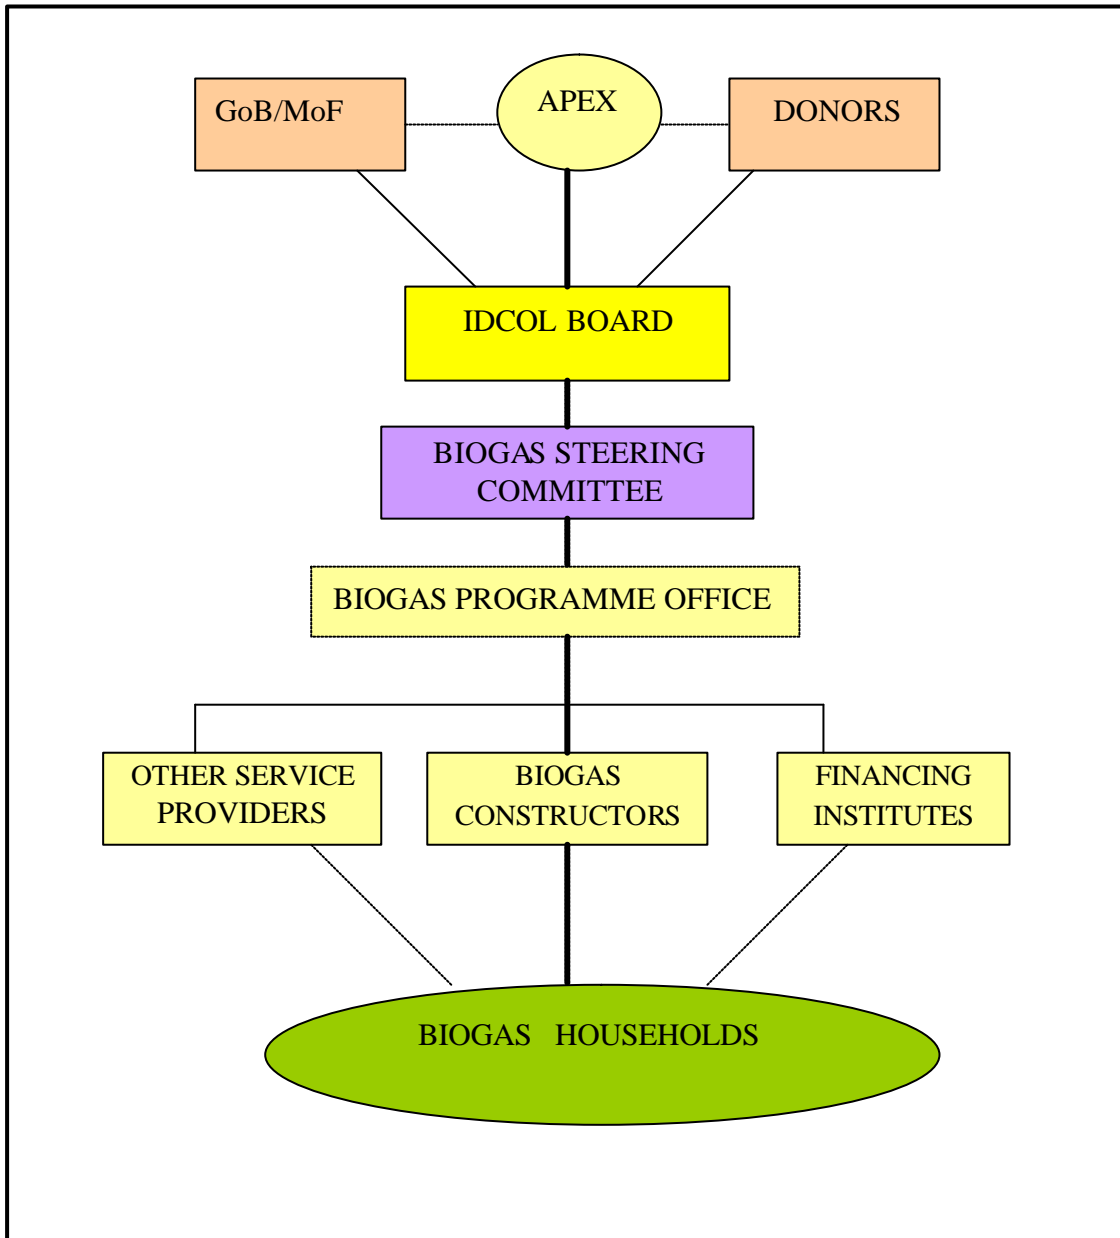 GoB/MoF
APEX
DONORS
IDCOL BOARD
BIOGAS STEERING
COMMITTEE
BIOGAS PROGRAMME OFFICE
OTHER SERVICE
PROVIDERS
BIOGAS
CONSTRUCTORS
FINANCING
INSTITUTES
BIOGAS HOUSEHOLDS